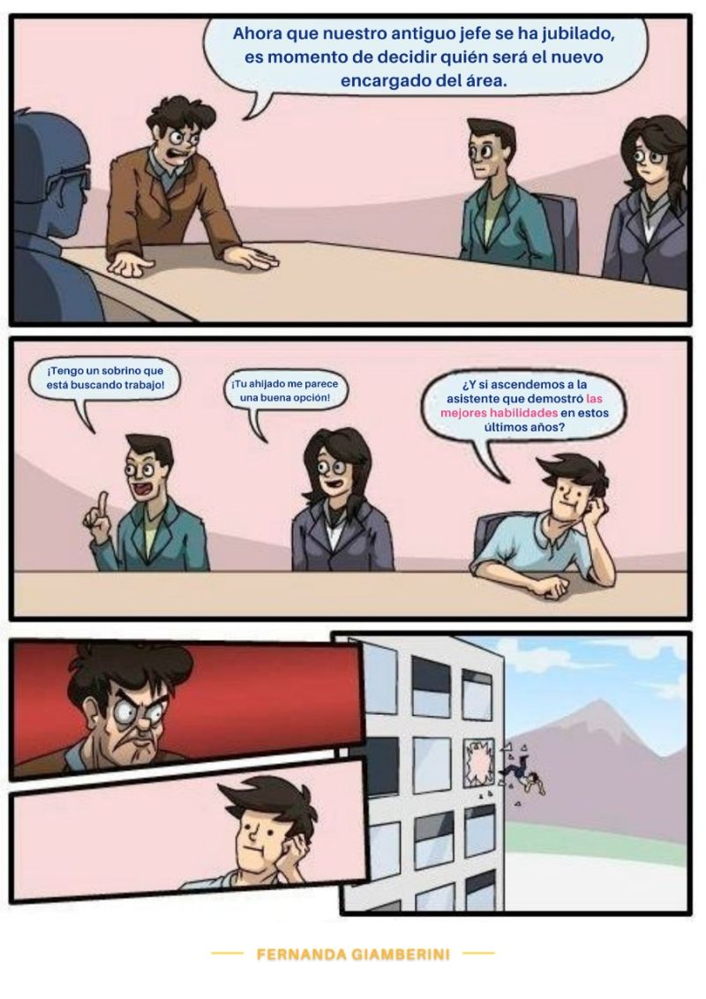 Ahora que nuestro antiguo jefe se ha jubilado,
es momento de decidir quién será el nuevo
encargado del área.
¡Tengo un sobrino que
está buscando trabajo!
¡Tu ahijado me parece
una buena opción!
¿Y si ascendemos a la
asistente que demostró las
mejores habilidades en estos
últimos años?
FERNANDA GIAMBERINI